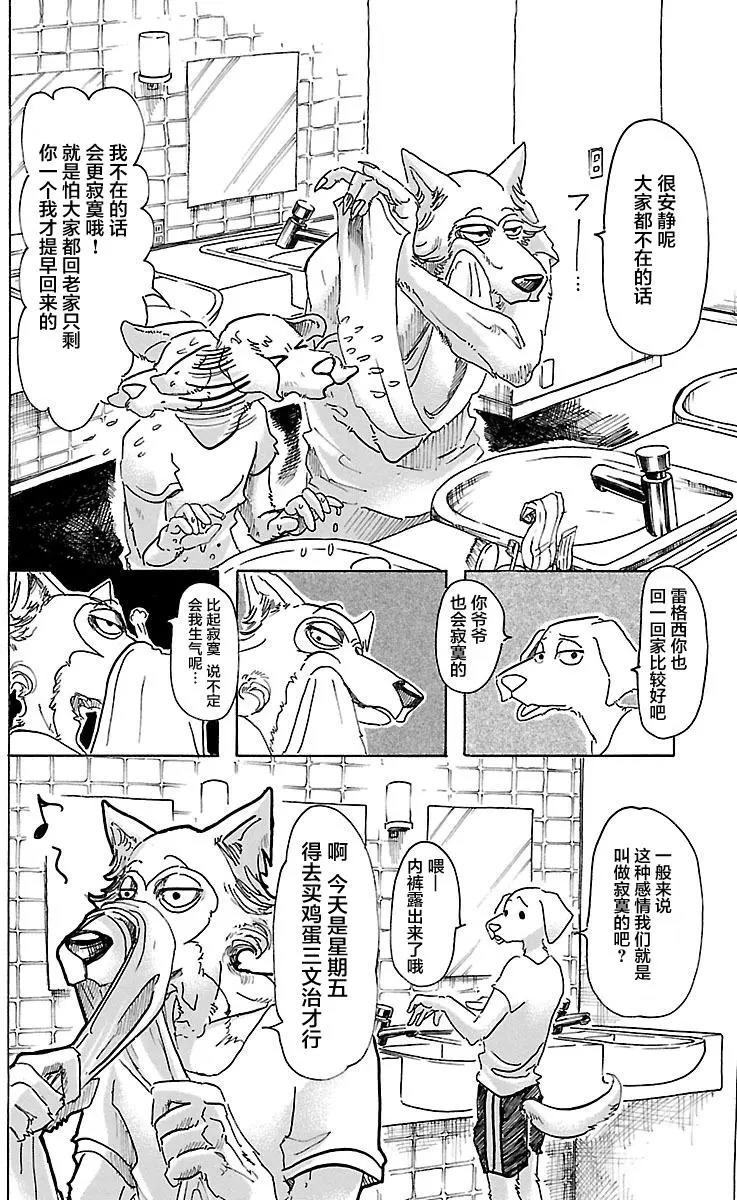 很安静呢
大家都不在的话
フー……
我不在的话
会更寂寞哦！
就是怕大家都回老家只剩
你一个我才提早回来的
雷格西你也
回一回家比较好吧
你爷爷
也会寂寞的
比起寂寞 说不定
会我生气呢…
一般来说
这种感情我们就是
叫做寂寞的吧?
喂—
内裤露出来了哦
啊 今天是星期五
得去买鸡蛋三文治才行